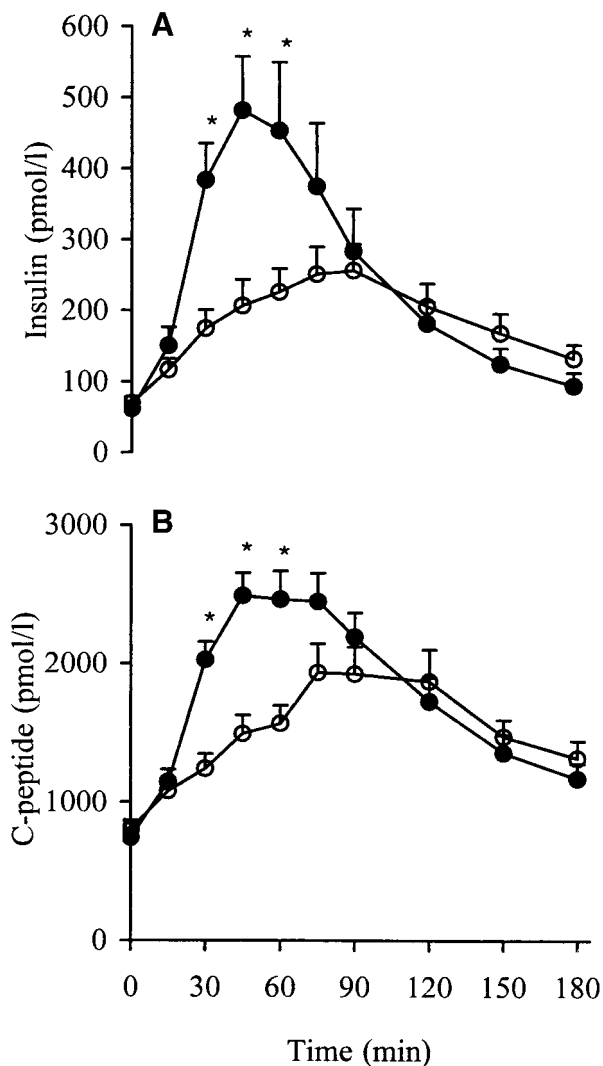 A
Insulin (pmol/l)
600
500
400
300
200
100
0
* * *
B
C-peptide (pmol/l)
3000
2000
1000
0
* * *
0 30 60 90 120 150 180
Time (min)